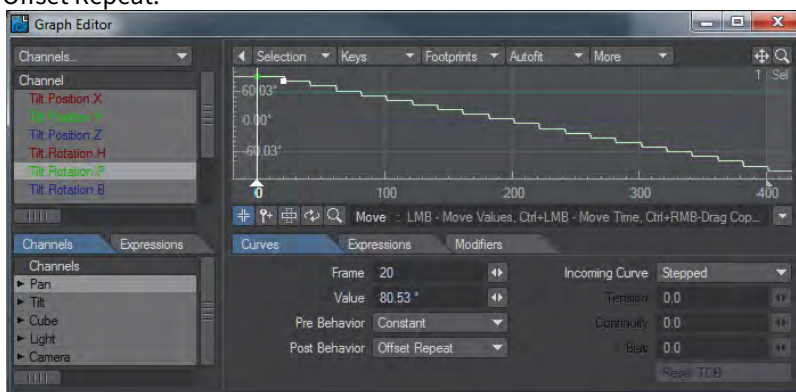 Offset Repeat.
Graph Editor
Channels...
Channel
Tilt.Position.X
Tilt.Position.Y
Tilt.Position.Z
Tilt.Rotation.H
Tilt.Rotation.P
Tilt.Rotation.B
Channels Expressions
Channels
Pan
Tilt
Cube
Light
Camera
Selection Keys Footprints Autofit More
1 Sel
60.03°
0.00°
-60.03°
0 100 200 300 400
Move : LMB - Move Values, Ctrl+LMB - Move Time, Ctrl+RMB-Drag Cop...
Curves Expressions Modifiers
Frame 20 Incoming Curve Stepped
Value 80.53 ° Tension 0.0
Pre Behavior Constant Continuity 0.0
Post Behavior Offset Repeat Bias 0.0
Reset TCB